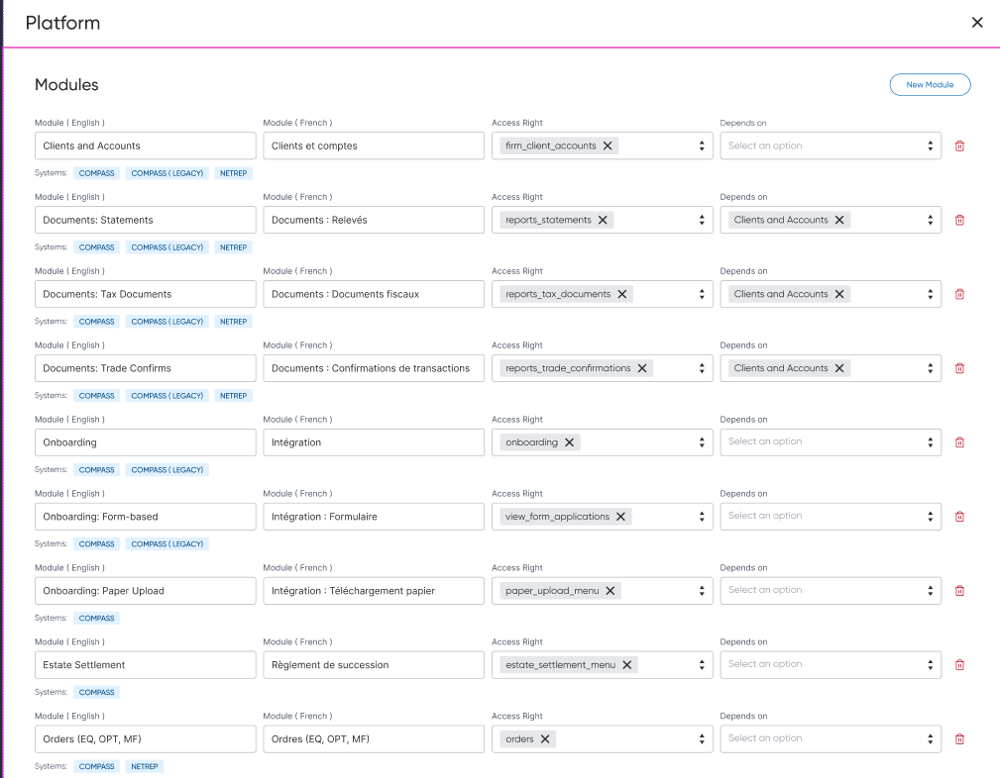 Platform
Modules New Module
Module ( English ) Module ( French ) Access Right Depends on
Clients and Accounts Clients et comptes firm_client_accounts Select an option
Systems: COMPASS COMPASS (LEGACY) NETREP
Module ( English ) Module ( French ) Access Right Depends on
Documents: Statements Documents : Relevés reports_statements Clients and Accounts
Systems: COMPASS COMPASS (LEGACY) NETREP
Module ( English ) Module ( French ) Access Right Depends on
Documents: Tax Documents Documents : Documents fiscaux reports_tax_documents Clients and Accounts
Systems: COMPASS COMPASS (LEGACY) NETREP
Module ( English ) Module ( French ) Access Right Depends on
Documents: Trade Confirms Documents : Confirmations de transactions reports_trade_confirmations Clients and Accounts
Systems: COMPASS COMPASS (LEGACY) NETREP
Module ( English ) Module ( French ) Access Right Depends on
Onboarding Intégration onboarding Select an option
Systems: COMPASS COMPASS (LEGACY)
Module ( English ) Module ( French ) Access Right Depends on
Onboarding: Form-based Intégration : Formulaire view_form_applications Select an option
Systems: COMPASS COMPASS (LEGACY)
Module ( English ) Module ( French ) Access Right Depends on
Onboarding: Paper Upload Intégration : Téléchargement papier paper_upload_menu Select an option
Systems: COMPASS
Module ( English ) Module ( French ) Access Right Depends on
Estate Settlement Règlement de succession estate_settlement_menu Select an option
Systems: COMPASS
Module ( English ) Module ( French ) Access Right Depends on
Orders (EQ, OPT, MF) Ordres (EQ, OPT, MF) orders Select an option
Systems: COMPASS NETREP